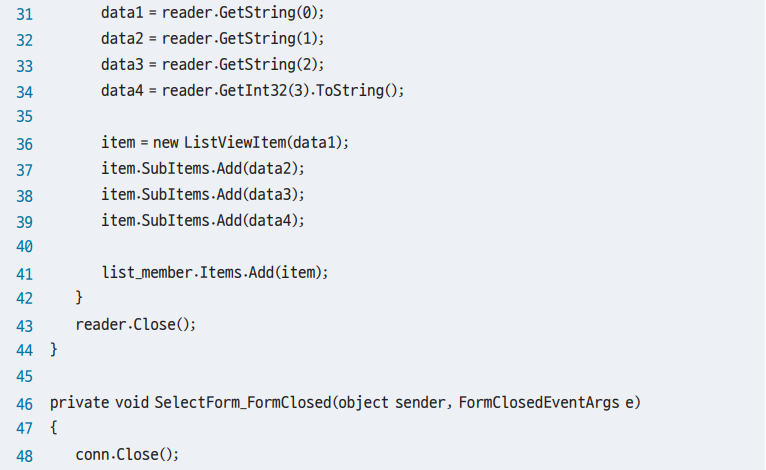 31 data1 = reader.GetString(0);
32 data2 = reader.GetString(1);
33 data3 = reader.GetString(2);
34 data4 = reader.GetInt32(3).ToString();
35
36 item = new ListViewItem(data1);
37 item.SubItems.Add(data2);
38 item.SubItems.Add(data3);
39 item.SubItems.Add(data4);
40
41 list_member.Items.Add(item);
42 }
43 reader.Close();
44 }
45
46 private void SelectForm_FormClosed(object sender, FormClosedEventArgs e)
47 {
48 conn.Close();